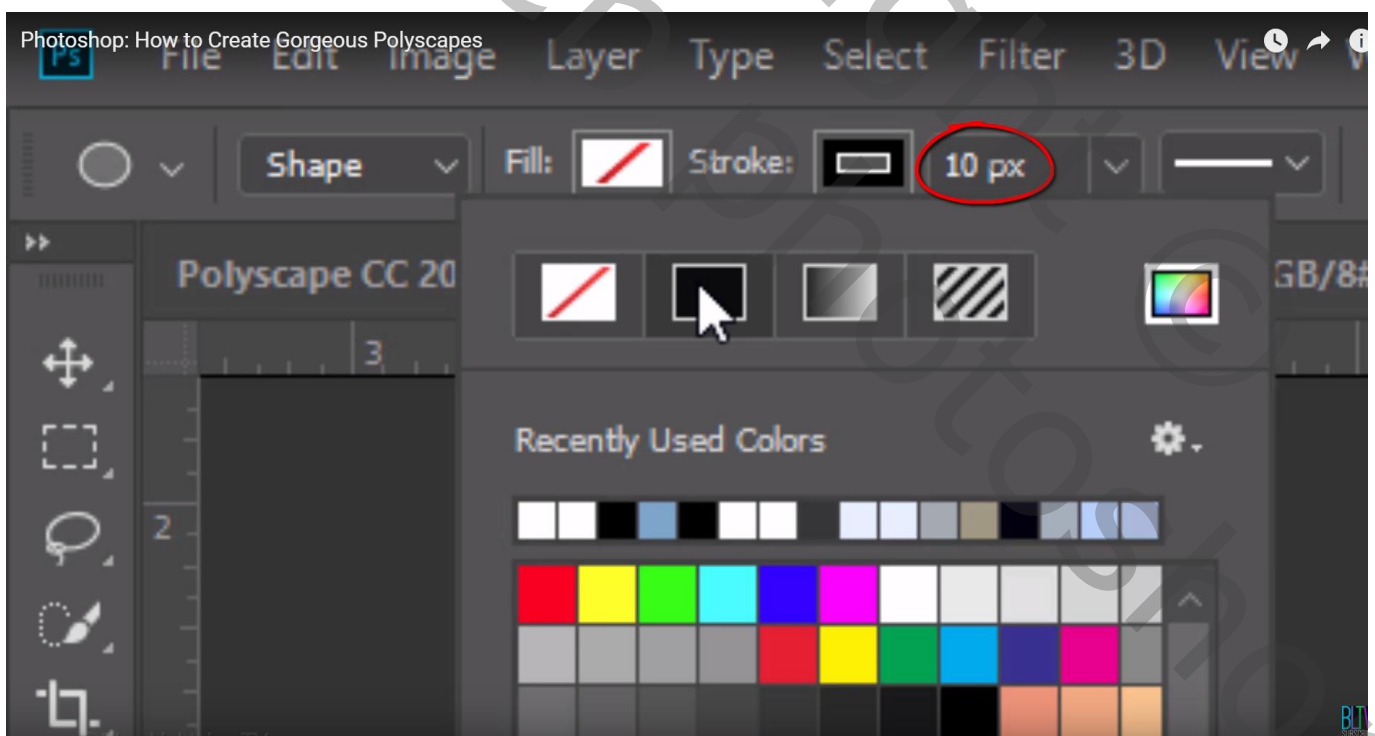 Photoshop: How to Create Gorgeous Polyscapes
Ps File Edit Image Layer Type Select Filter 3D View
Shape Fill: Stroke: 10 px
Polyscape CC 20 GB/8#
3
Recently Used Colors
2